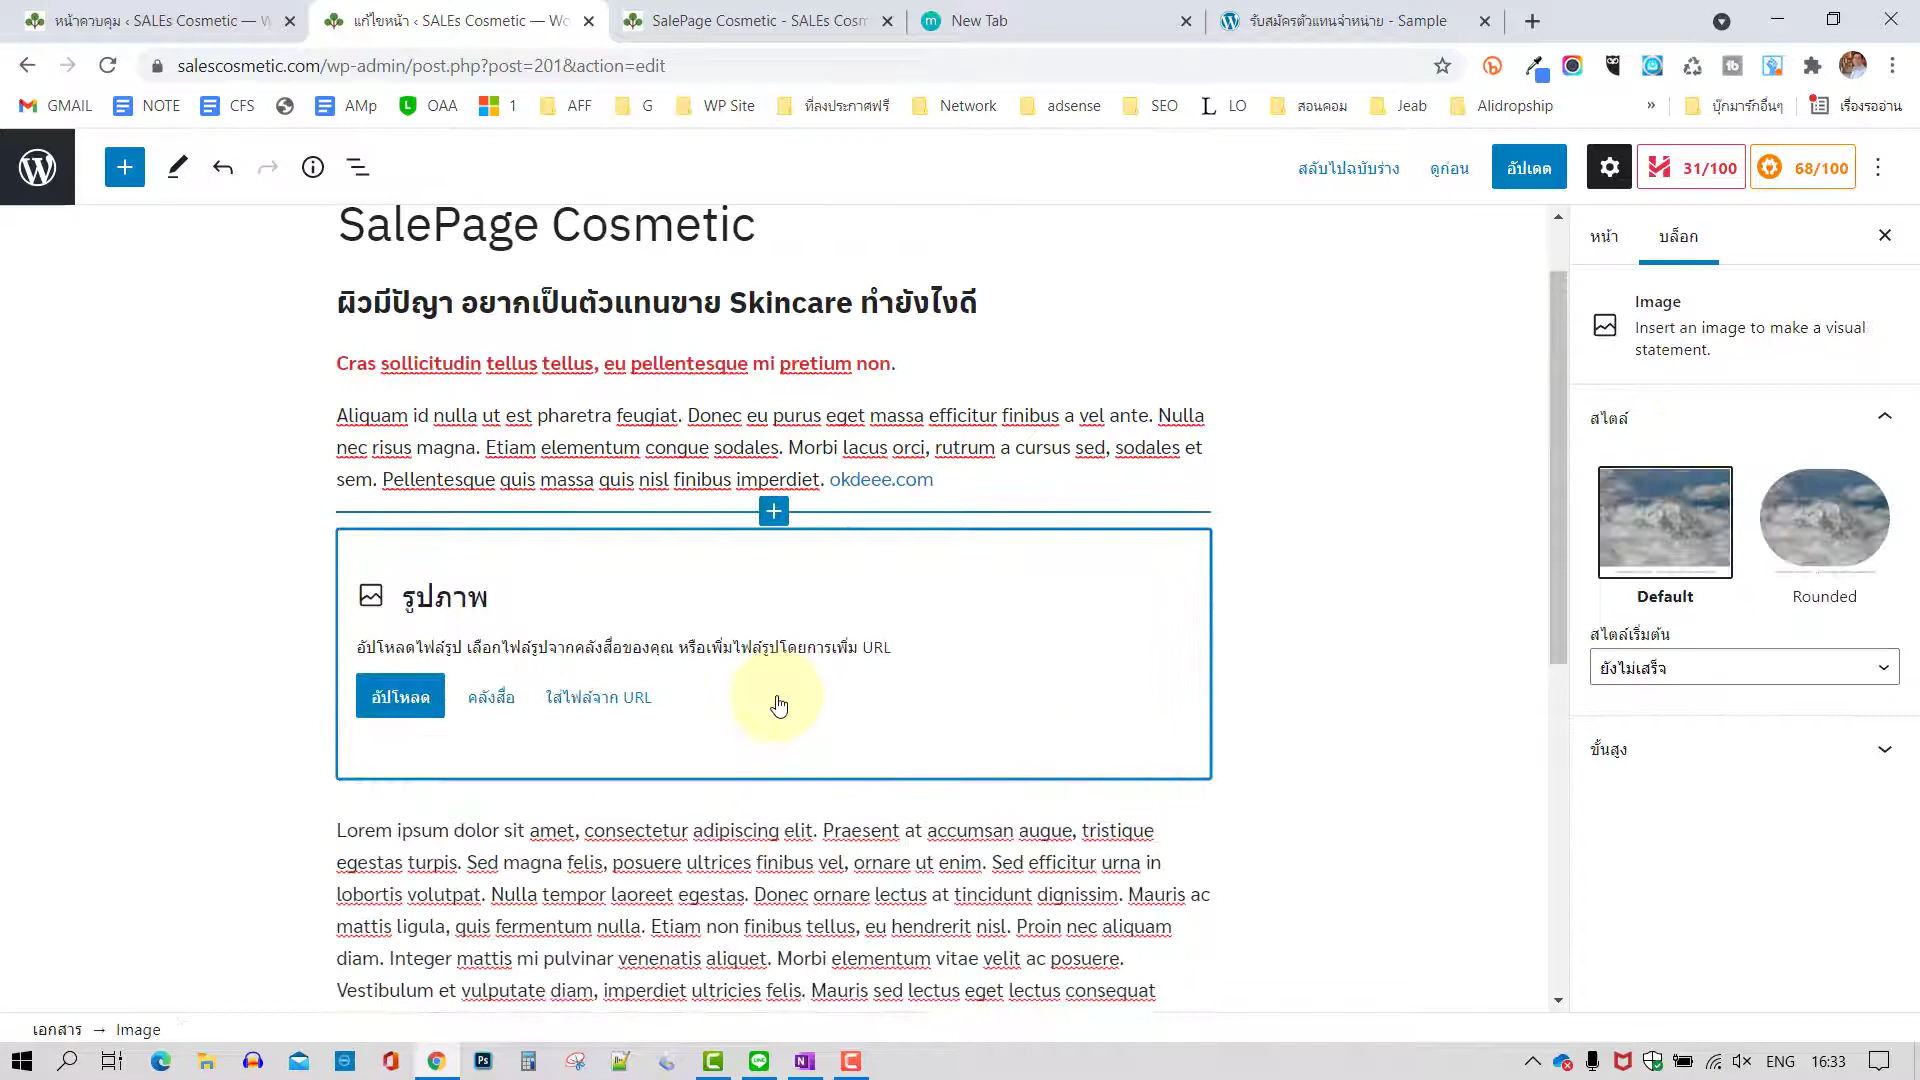 หน้าควบคุม ‹ SALEs Cosmetic — W
แก้ไขหน้า ‹ SALEs Cosmetic — Wo
SalePage Cosmetic - SALEs Cosm
New Tab
รับสมัครตัวแทนจำหน่าย - Sample
salescosmetic.com/wp-admin/post.php?post=201&action=edit
GMAIL NOTE CFS AMp OAA 1 AFF G WP Site ที่ลงประกาศฟรี Network adsense SEO LO สอนคอม Jeab Alidropship » บุ๊กมาร์กอื่นๆ เรื่องรออ่าน
สลับไปฉบับร่าง ดูก่อน อัปเดต 31/100 68/100
SalePage Cosmetic
ผิวมีปัญา อยากเป็นตัวแทนขาย Skincare ทำยังไงดี
Cras sollicitudin tellus tellus, eu pellentesque mi pretium non.
Aliquam id nulla ut est pharetra feugiat. Donec eu purus eget massa efficitur finibus a vel ante. Nulla
nec risus magna. Etiam elementum congue sodales. Morbi lacus orci, rutrum a cursus sed, sodales et
sem. Pellentesque quis massa quis nisl finibus imperdiet. okdeee.com
รูปภาพ
อัปโหลดไฟล์รูป เลือกไฟล์รูปจากคลังสื่อของคุณ หรือเพิ่มไฟล์รูปโดยการเพิ่ม URL
อัปโหลด คลังสื่อ ใส่ไฟล์จาก URL
Lorem ipsum dolor sit amet, consectetur adipiscing elit. Praesent at accumsan augue, tristique
egestas turpis. Sed magna felis, posuere ultrices finibus vel, ornare ut enim. Sed efficitur urna in
lobortis volutpat. Nulla tempor laoreet egestas. Donec ornare lectus at tincidunt dignissim. Mauris ac
mattis ligula, quis fermentum nulla. Etiam non finibus tellus, eu hendrerit nisl. Proin nec aliquam
diam. Integer mattis mi pulvinar venenatis aliquet. Morbi elementum vitae velit ac posuere.
Vestibulum et vulputate diam, imperdiet ultricies felis. Mauris sed lectus eget lectus consequat
หน้า บล็อก
Image
Insert an image to make a visual
statement.
สไตล์
Default Rounded
สไตล์เริ่มต้น
ยังไม่เสร็จ
ขั้นสูง
เอกสาร → Image
ENG 16:33